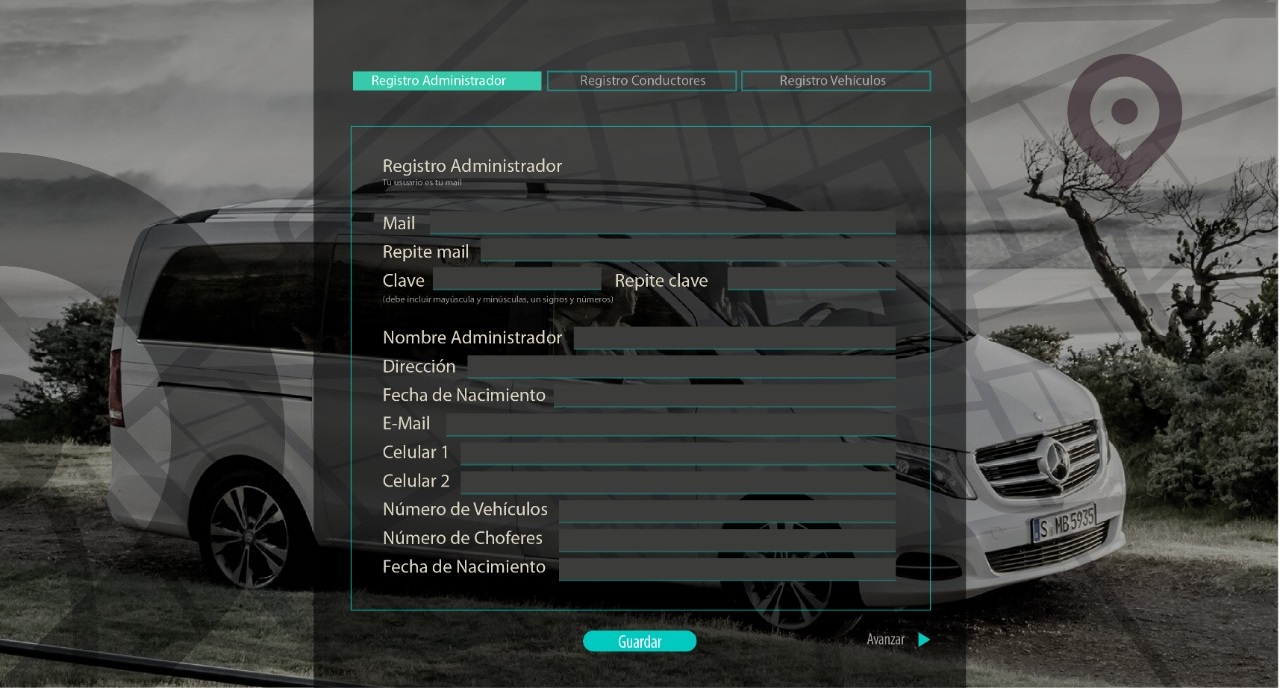 Registro Administrador Registro Conductores Registro Vehículos
Registro Administrador
Tu usuario es tu mail
Mail
Repite mail
Clave Repite clave
(debe incluir mayúscula y minúsculas, un signos y números)
Nombre Administrador
Dirección
Fecha de Nacimiento
E-Mail
Celular 1
Celular 2
Número de Vehículos
Número de Choferes
Fecha de Nacimiento
S MB 5935
Guardar Avanzar